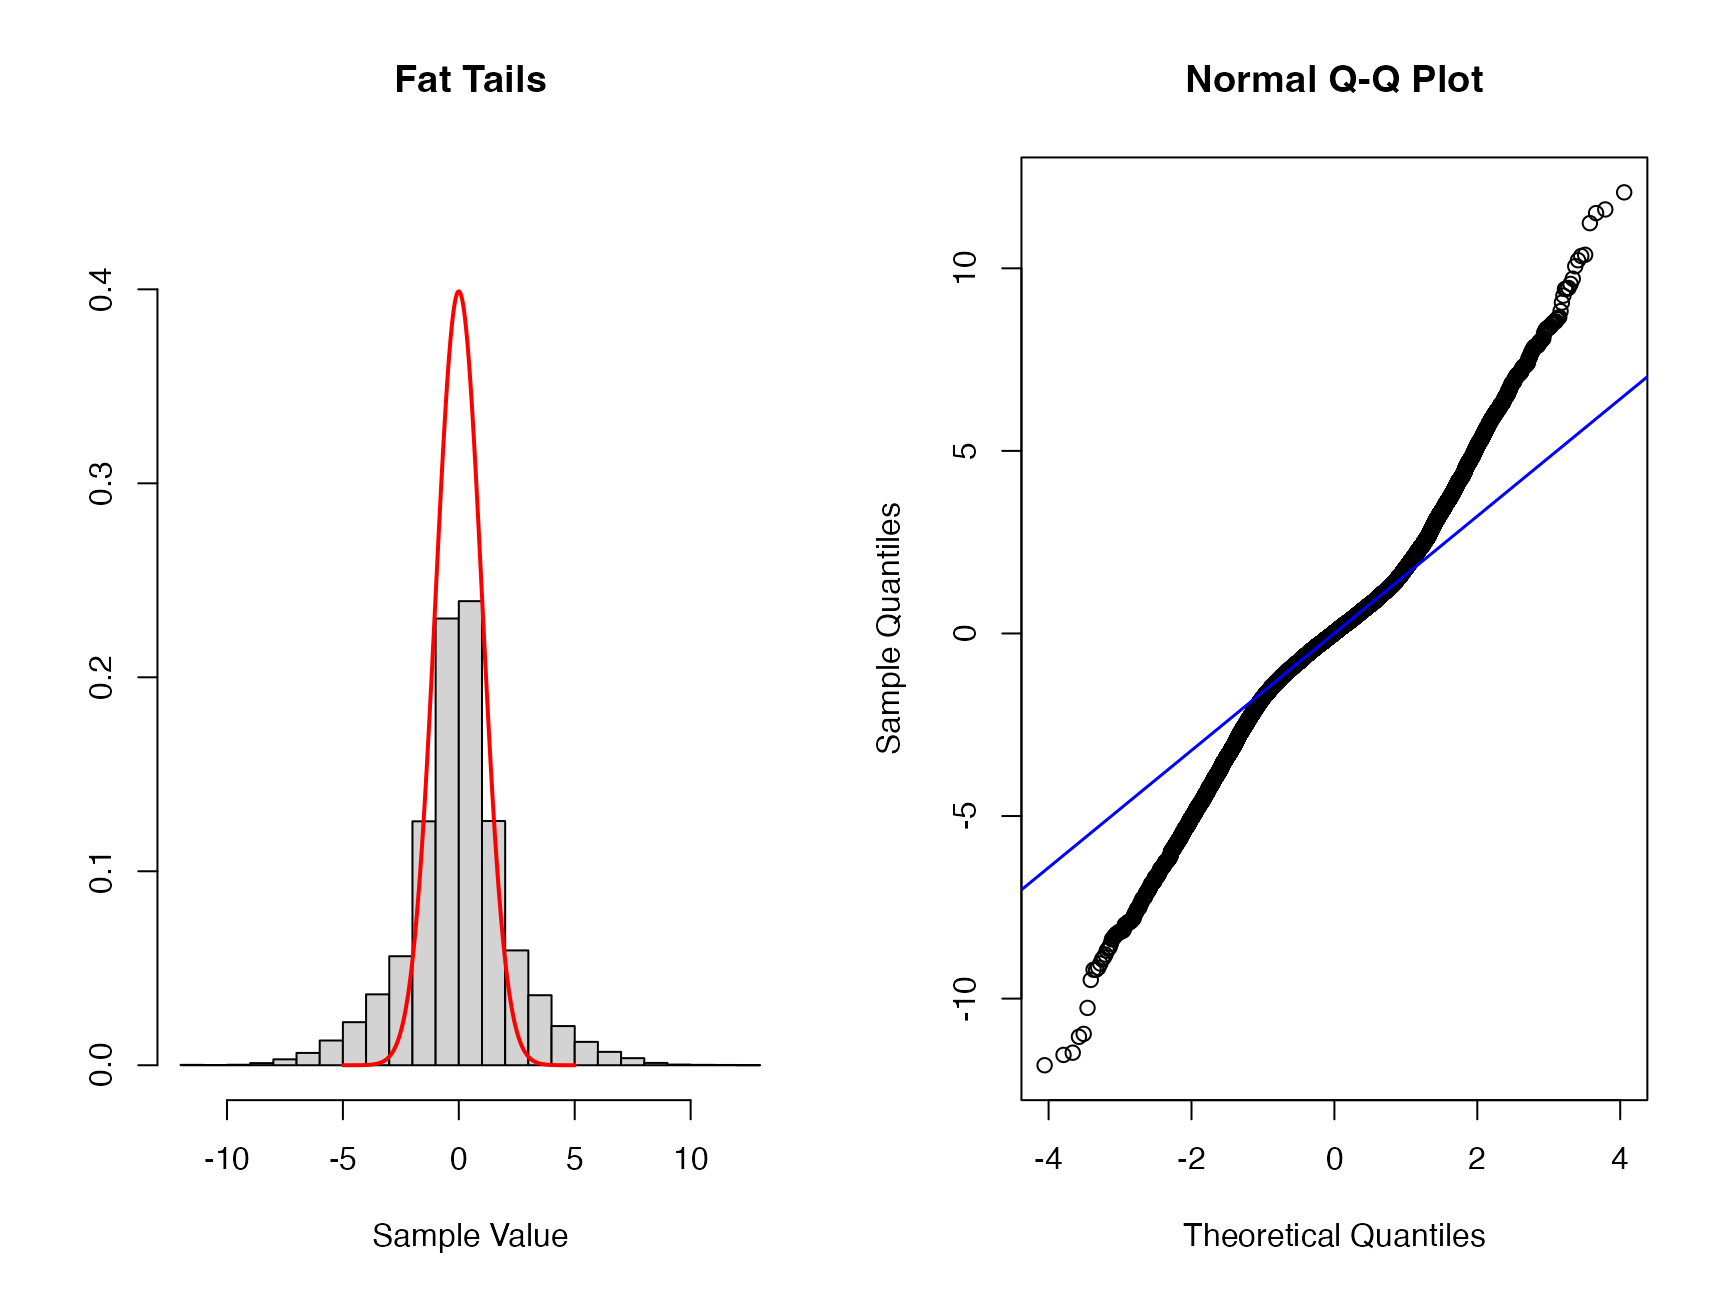 Fat Tails
0.4
0.3
0.2
0.1
0.0
-10 -5 0 5 10
Sample Value
Normal Q-Q Plot
Sample Quantiles
10
5
0
-5
-10
-4 -2 0 2 4
Theoretical Quantiles